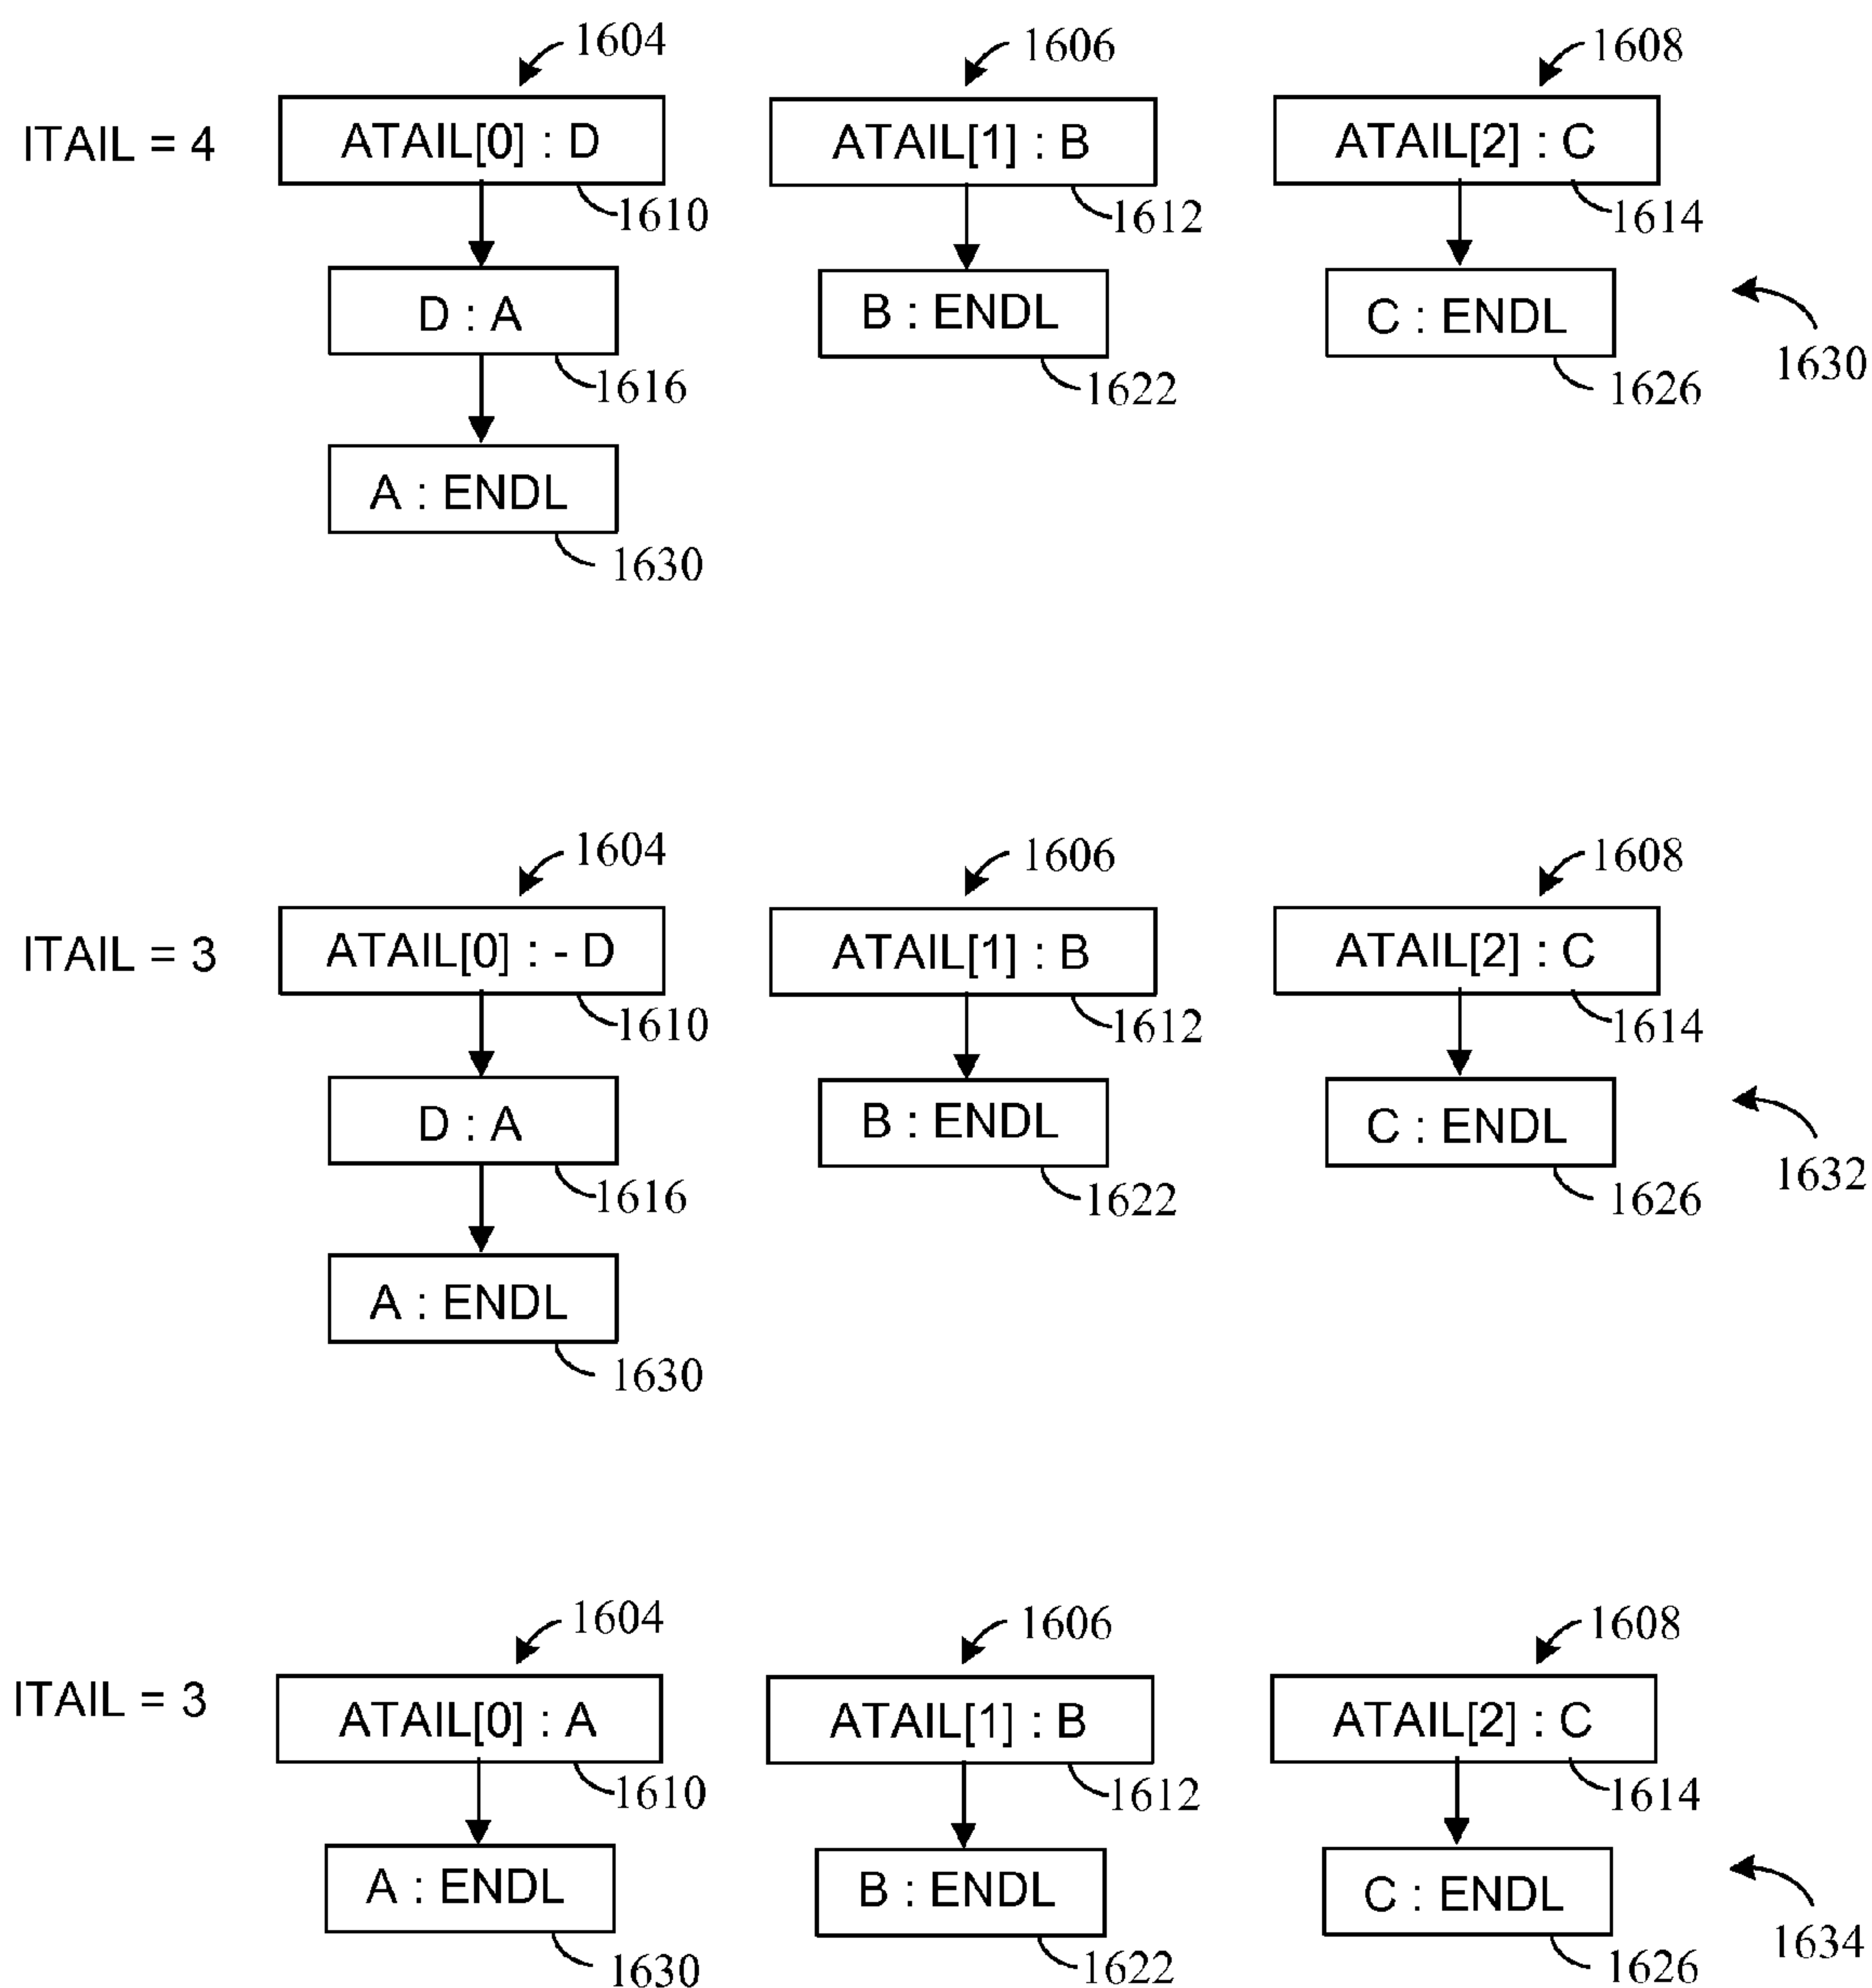 1604 1606 1608
ITAIL = 4 ATAIL[0] : D ATAIL[1] : B ATAIL[2] : C
1610 1612 1614
D : A B : ENDL C : ENDL
1630
1616 1622 1626
A : ENDL
1630
1604 1606 1608
ITAIL = 3 ATAIL[0] : - D ATAIL[1] : B ATAIL[2] : C
1610 1612 1614
D : A B : ENDL C : ENDL
1632
1616 1622 1626
A : ENDL
1630
1604 1606 1608
ITAIL = 3 ATAIL[0] : A ATAIL[1] : B ATAIL[2] : C
1610 1612 1614
A : ENDL B : ENDL C : ENDL
1634
1630 1622 1626